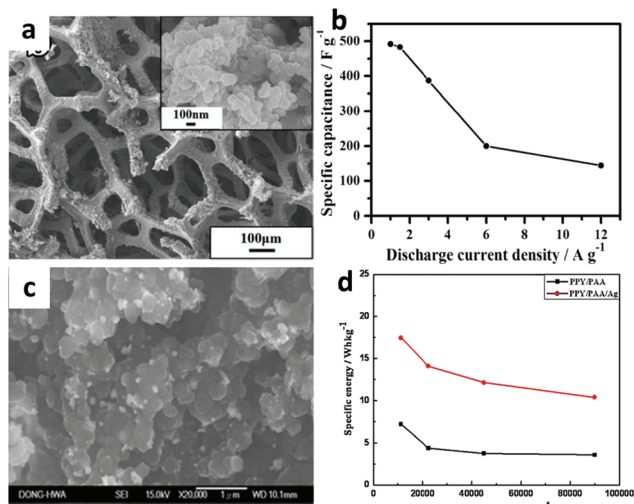 a
100nm
100μm
b
Specific capacitance / F g-1
500
400
300
200
100
0
0 2 4 6 8 10 12
Discharge current density / A g-1
c
DONG-HWA SEI 15.0kV X20,000 1μm WD 10.1mm
d
PPY/PAA
PPY/PAA/Ag
Specific energy / Whkg-1
25
20
15
10
5
0
0 20000 40000 60000 80000 100000